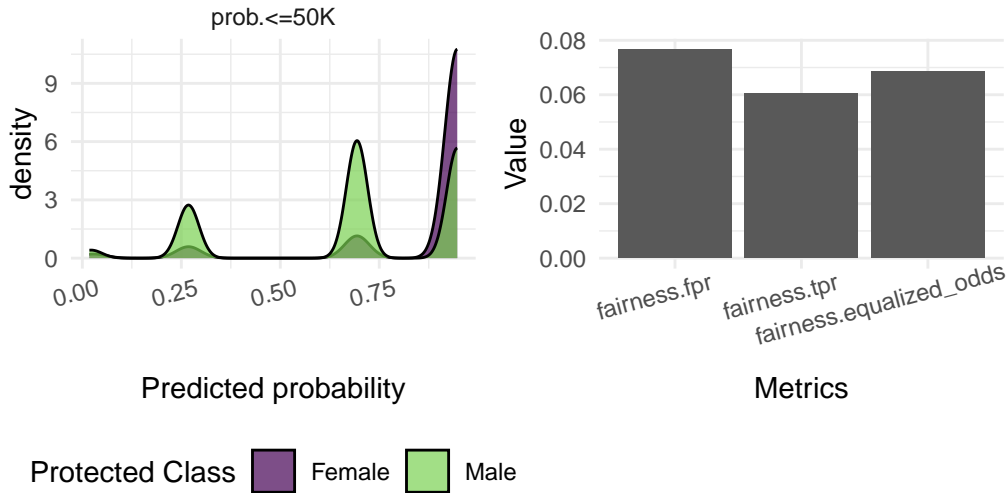 prob.<=50K
density
9
6
3
0
0.00
0.25
0.50
0.75
Predicted probability
Value
0.08
0.06
0.04
0.02
0.00
fairness.fpr
fairness.tpr
fairness.equalized_odds
Metrics
Protected Class
Female
Male